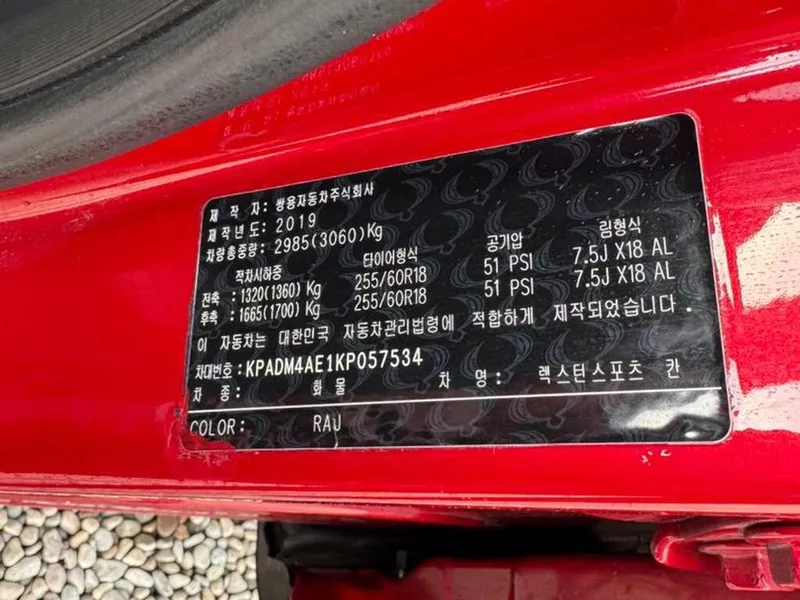 제 작 자: 쌍용자동차주식회사
제작년도: 2019
차량총중량: 2985(3060)Kg
적차시하중 타이어형식 공기압 림형식
전축: 1320(1360) Kg 255/60R18 51 PSI 7.5J X18 AL
후축: 1665(1700) Kg 255/60R18 51 PSI 7.5J X18 AL
이 자동차는 대한민국 자동차관리법령에 적합하게 제작되었습니다.
차대번호: KPADM4AE1KP057534
차 종: 화 물 차 명: 렉스턴스포츠 칸
COLOR: RAJ